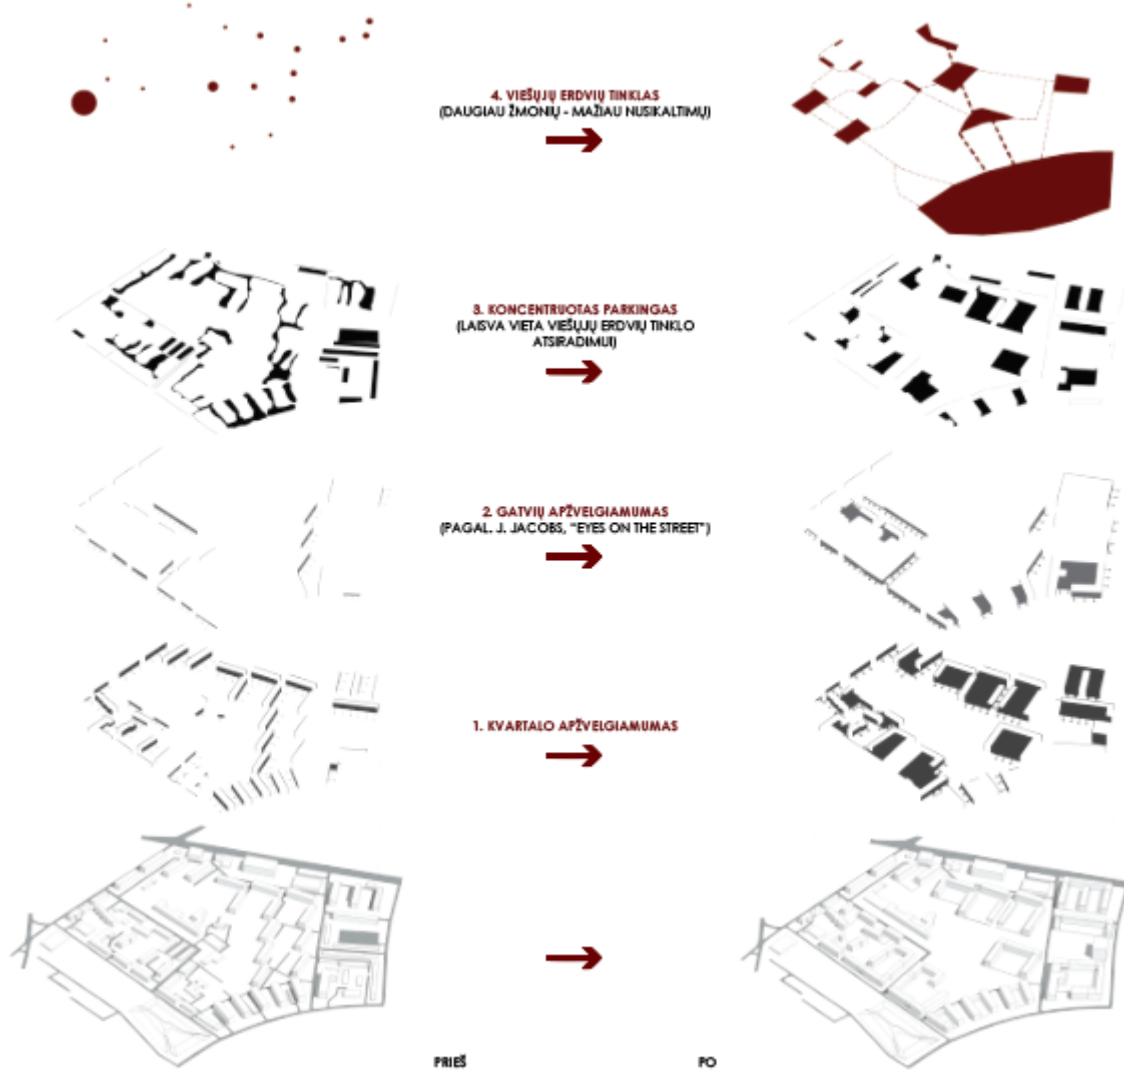 4. VIEŠŲJŲ ERDVIŲ TINKLAS
(DAUGIAU ŽMONIŲ - MAŽIAU NUSIKALTIMŲ)
3. KONCENTRUOTAS PARKINGAS
(LAISVA VIETA VIEŠŲJŲ ERDVIŲ TINKLO
ATSIRADIMUI)
2. GATVIŲ APŽVELGIAMUMAS
(PAGAL. J. JACOBS, "EYES ON THE STREET")
1. KVARTALO APŽVELGIAMUMAS
PRIEŠ
PO